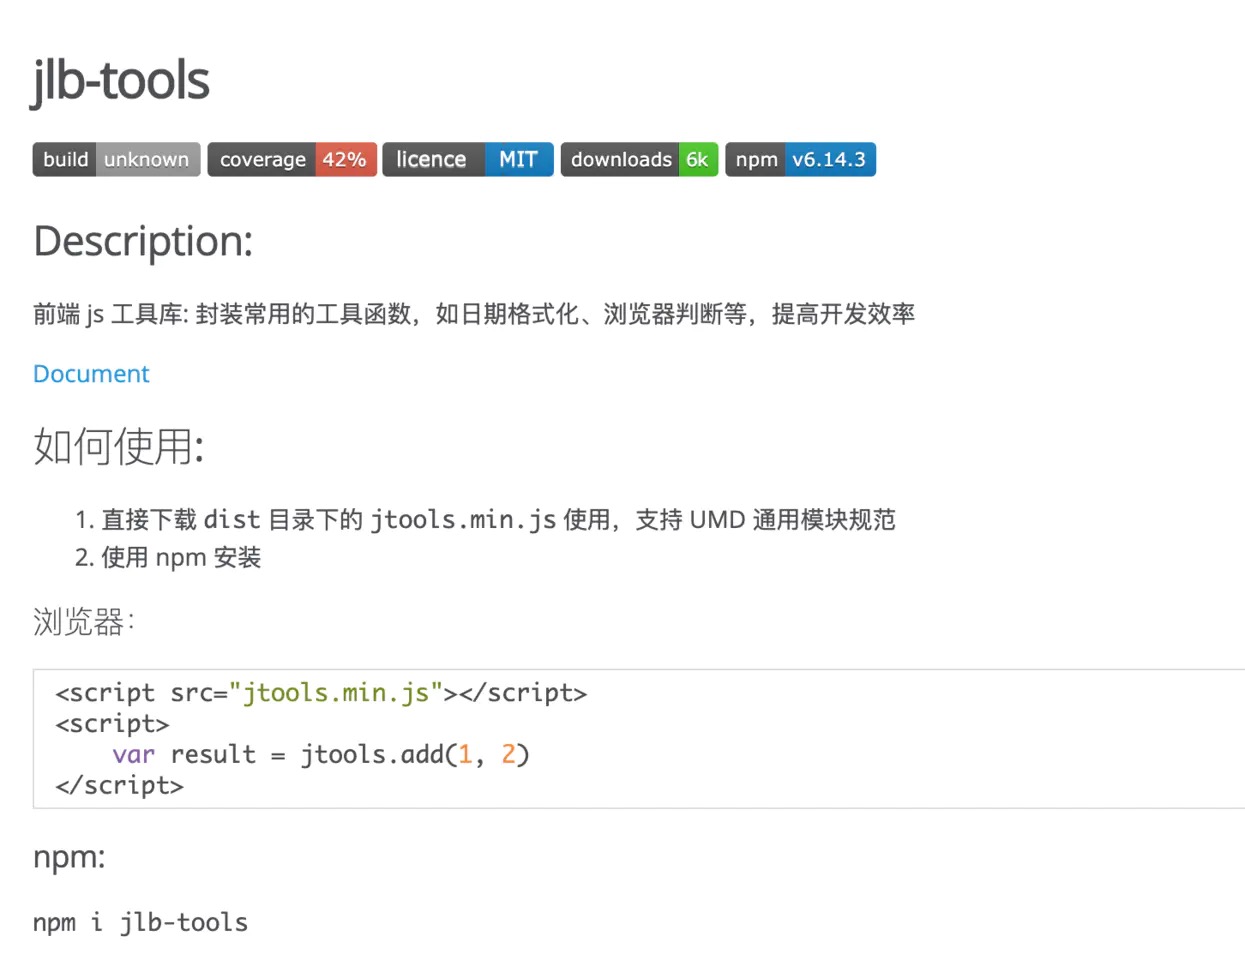 jlb-tools
build unknown coverage 42% licence MIT downloads 6k npm v6.14.3
Description:
前端 js 工具库: 封装常用的工具函数，如日期格式化、浏览器判断等，提高开发效率
Document
如何使用:
1. 直接下载 dist 目录下的 jtools.min.js 使用，支持 UMD 通用模块规范
2. 使用 npm 安装
浏览器：
<script src="jtools.min.js"></script>
<script>
    var result = jtools.add(1, 2)
</script>
npm:
npm i jlb-tools